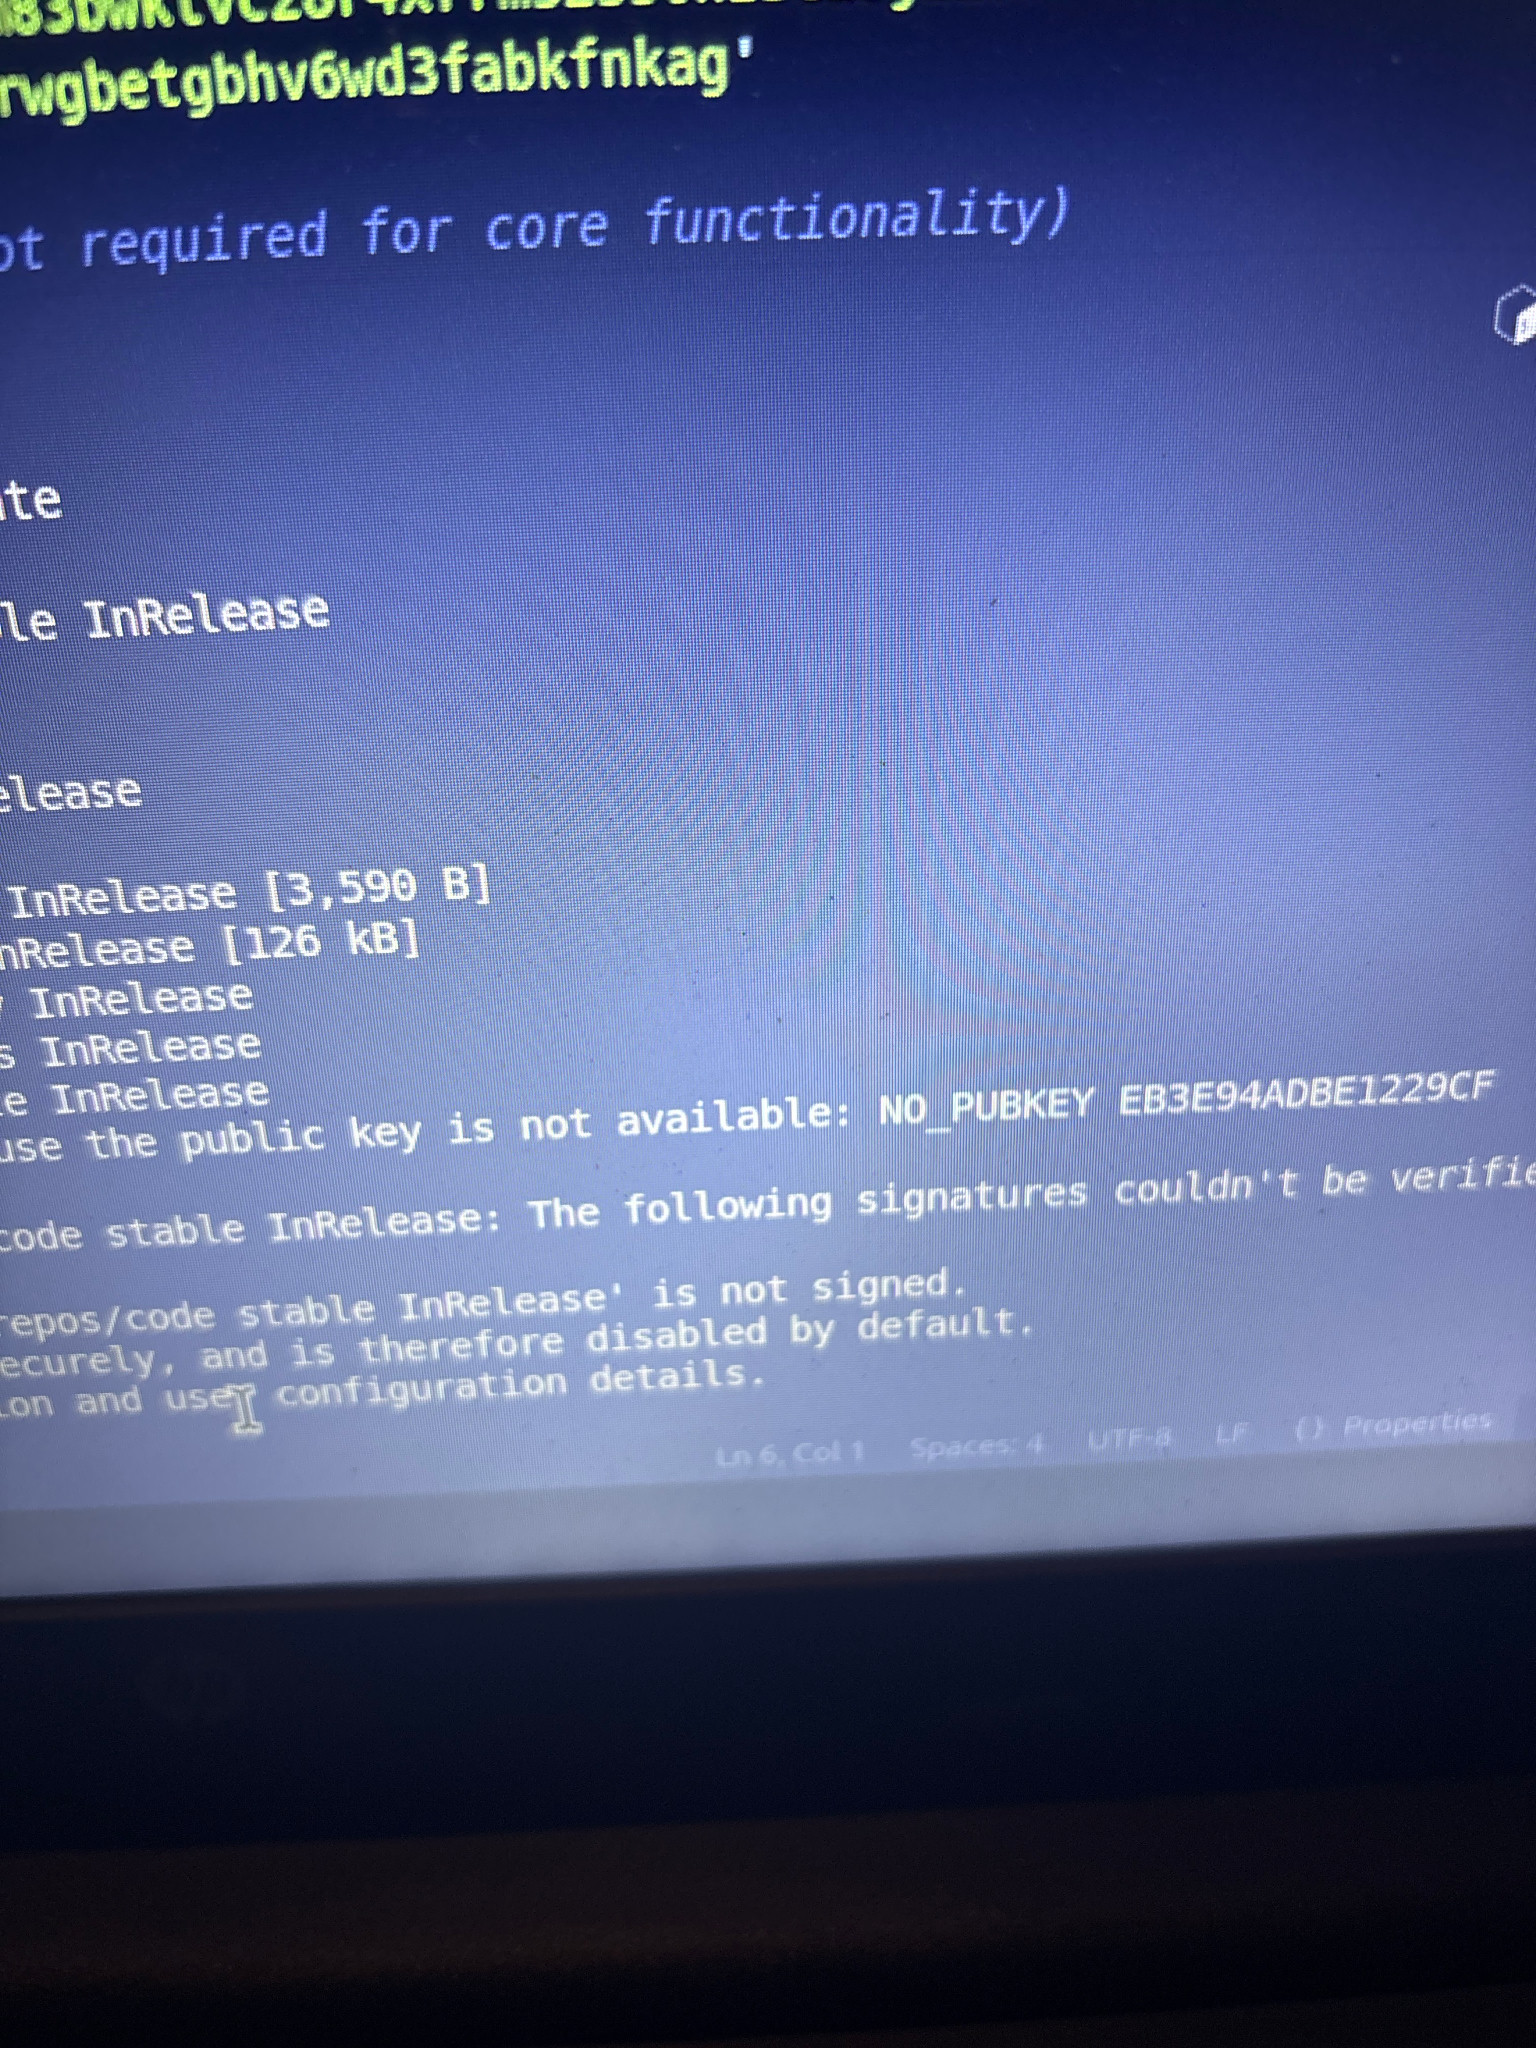 rwgbetgbhv6wd3fabkfnkag'
ot required for core functionality)
ate
le InRelease
elease
InRelease [3,590 B]
nRelease [126 kB]
InRelease
s InRelease
le InRelease
use the public key is not available: NO_PUBKEY EB3E94ADBE1229CF
code stable InRelease: The following signatures couldn't be verifie
repos/code stable InRelease' is not signed.
ecurely, and is therefore disabled by default.
ion and user configuration details.
Ln 6, Col 1 Spaces: 4 UTF-8 LF {} Properties